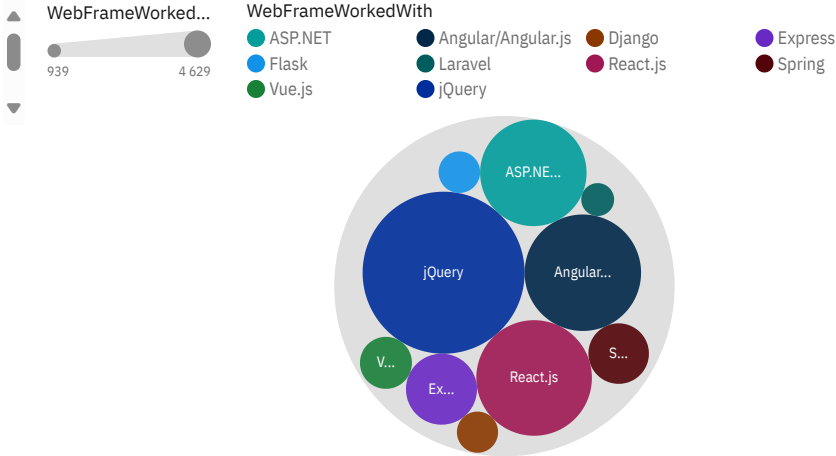 WebFrameWorked...
939
4 629
WebFrameWorkedWith
ASP.NET
Angular/Angular.js
Django
Express
Flask
Laravel
React.js
Spring
Vue.js
jQuery
ASP.NE...
jQuery
Angular...
S...
V...
React.js
Ex...